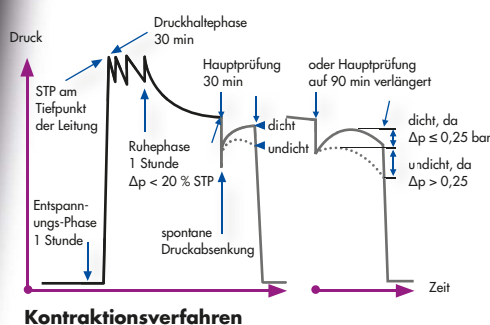 Druckhaltephase
30 min
Druck
STP am
Tiefpunkt
der Leitung
Hauptprüfung
30 min
oder Hauptprüfung
auf 90 min verlängert
dicht
undicht
dicht, da
Δp ≤ 0,25 bar
undicht, da
Δp > 0,25
Ruhephase
1 Stunde
Δp < 20 % STP
Entspann-
ungs-Phase
1 Stunde
spontane
Druckabsenkung
Zeit
Kontraktionsverfahren